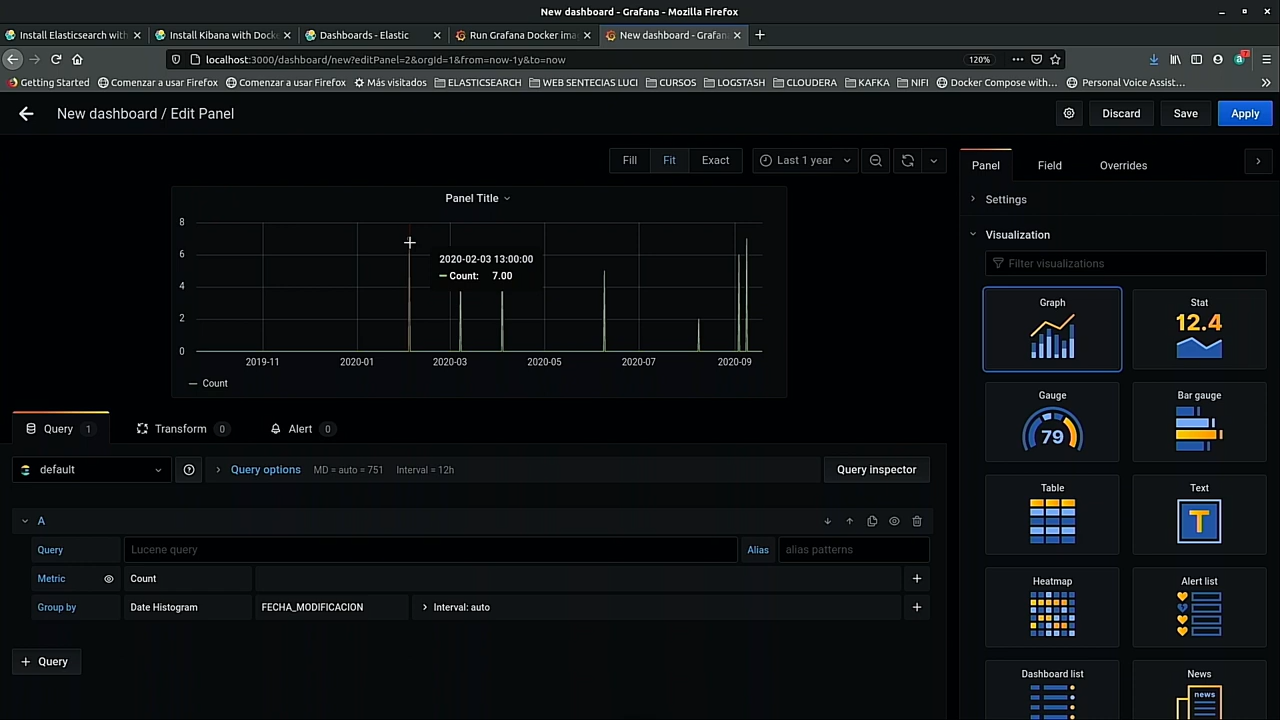 New dashboard - Grafana - Mozilla Firefox
Install Elasticsearch with
Install Kibana with Docke
Dashboards - Elastic
Run Grafana Docker ima
New dashboard - Grafan
localhost:3000/dashboard/new?editPanel=2&orgId=1&from=now-1y&to=now
120%
Getting Started
Comenzar a usar Firefox
Comenzar a usar Firefox
Más visitados
ELASTICSEARCH
WEB SENTECIAS LUCI
CURSOS
LOGSTASH
CLOUDERA
KAFKA
NIFI
Docker Compose with...
Personal Voice Assist...
New dashboard / Edit Panel
Discard
Save
Apply
Fill
Fit
Exact
Last 1 year
Panel
Field
Overrides
Settings
Visualization
Filter visualizations
Panel Title
8
6
4
2
0
2020-02-03 13:00:00
Count: 7.00
2019-11
2020-01
2020-03
2020-05
2020-07
2020-09
Count
Graph
Stat
12.4
Gauge
79
Bar gauge
Table
Text
T
Heatmap
Alert list
Dashboard list
News
news
Query 1
Transform 0
Alert 0
default
Query options
MD = auto = 751
Interval = 12h
Query inspector
A
Query
Lucene query
Alias
alias patterns
Metric
Count
Group by
Date Histogram
FECHA_MODIFICACION
Interval: auto
+ Query